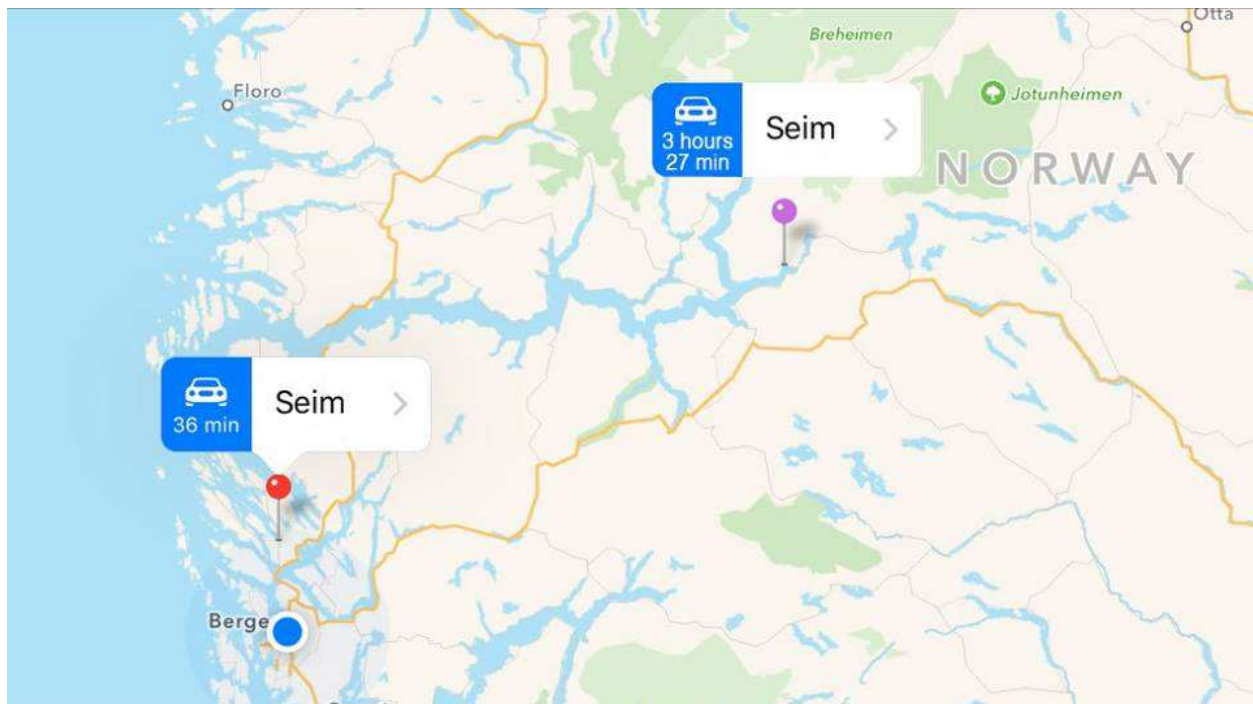 Otta
Breheimen
Floro
Jotunheimen
3 hours
27 min
Seim
NORWAY
Seim
36 min
Berge